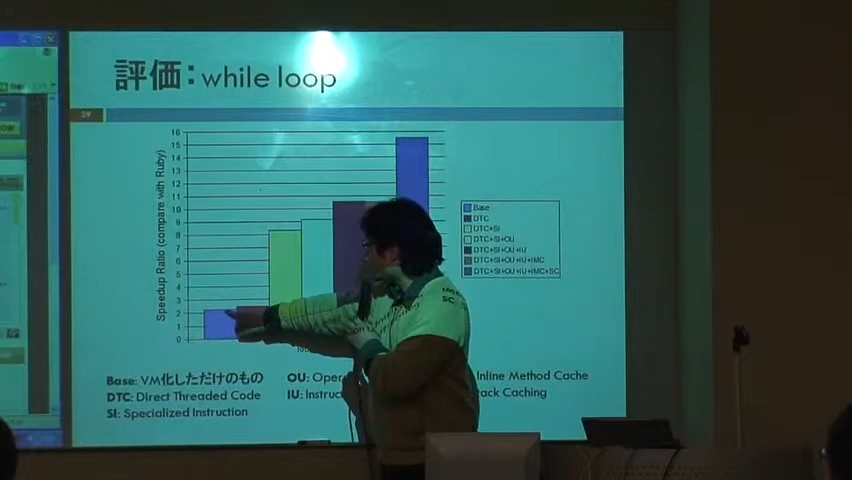 評価: while loop
39
16
15
14
13
12
11
10
9
8
7
6
5
4
3
2
1
0
Speedup Ratio (compare with Ruby)
Base
DTC
DTC+SI
DTC+SI+OU
DTC+SI+OU+IU
DTC+SI+OU+IU+IMC
DTC+SI+OU+IU+IMC+SC
Base: VM化しただけのもの
DTC: Direct Threaded Code
SI: Specialized Instruction
OU:
IU:
Inline Method Cache
Caching